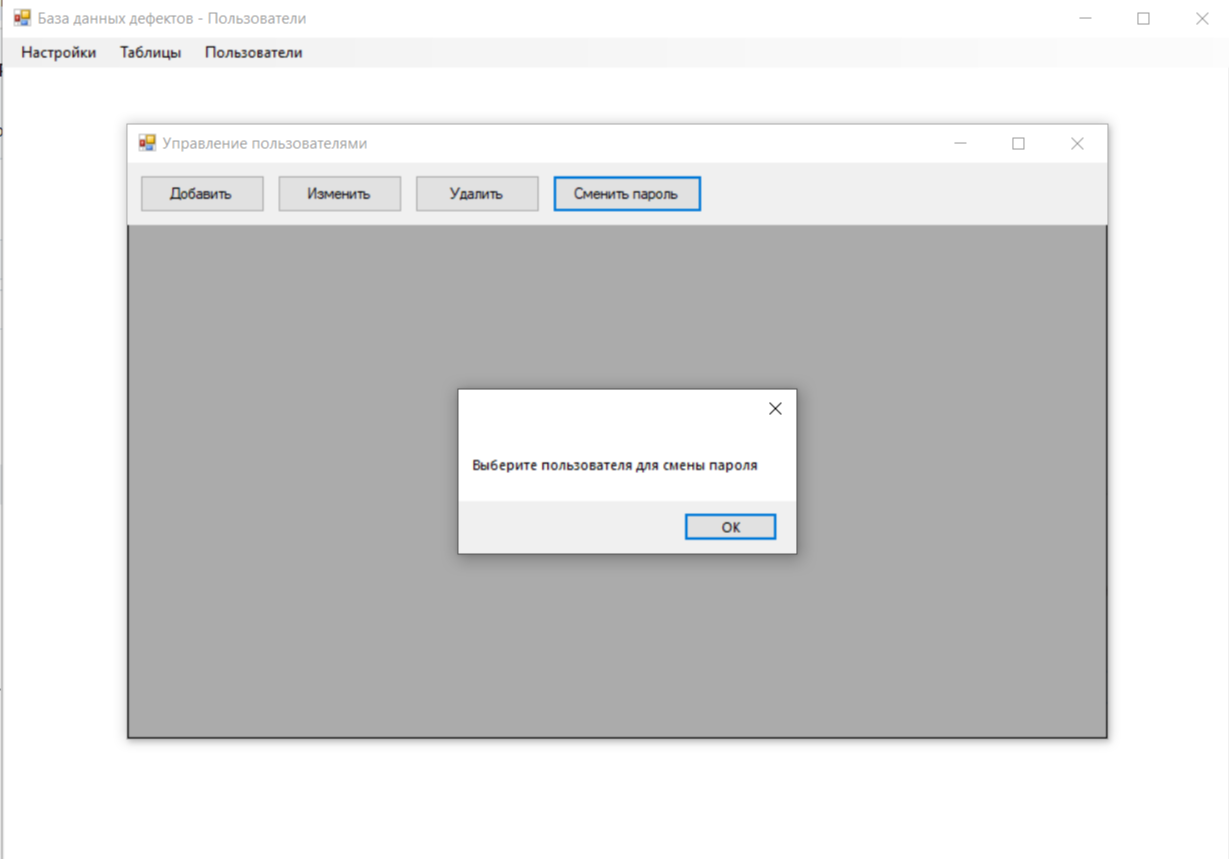 База данных дефектов - Пользователи
Настройки Таблицы Пользователи
Управление пользователями
Добавить Изменить Удалить Сменить пароль
Выберите пользователя для смены пароля
ОК